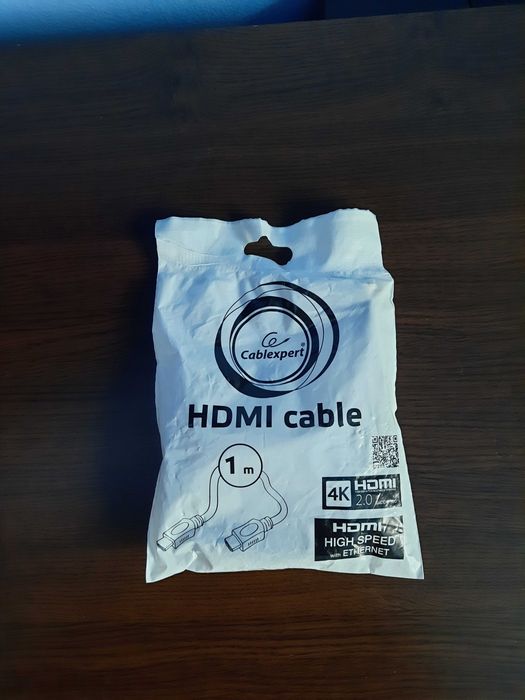 Cablexpert®
HDMI cable
1 m
4K HDMI
2.0
HDMI
HIGH SPEED
with ETHERNET